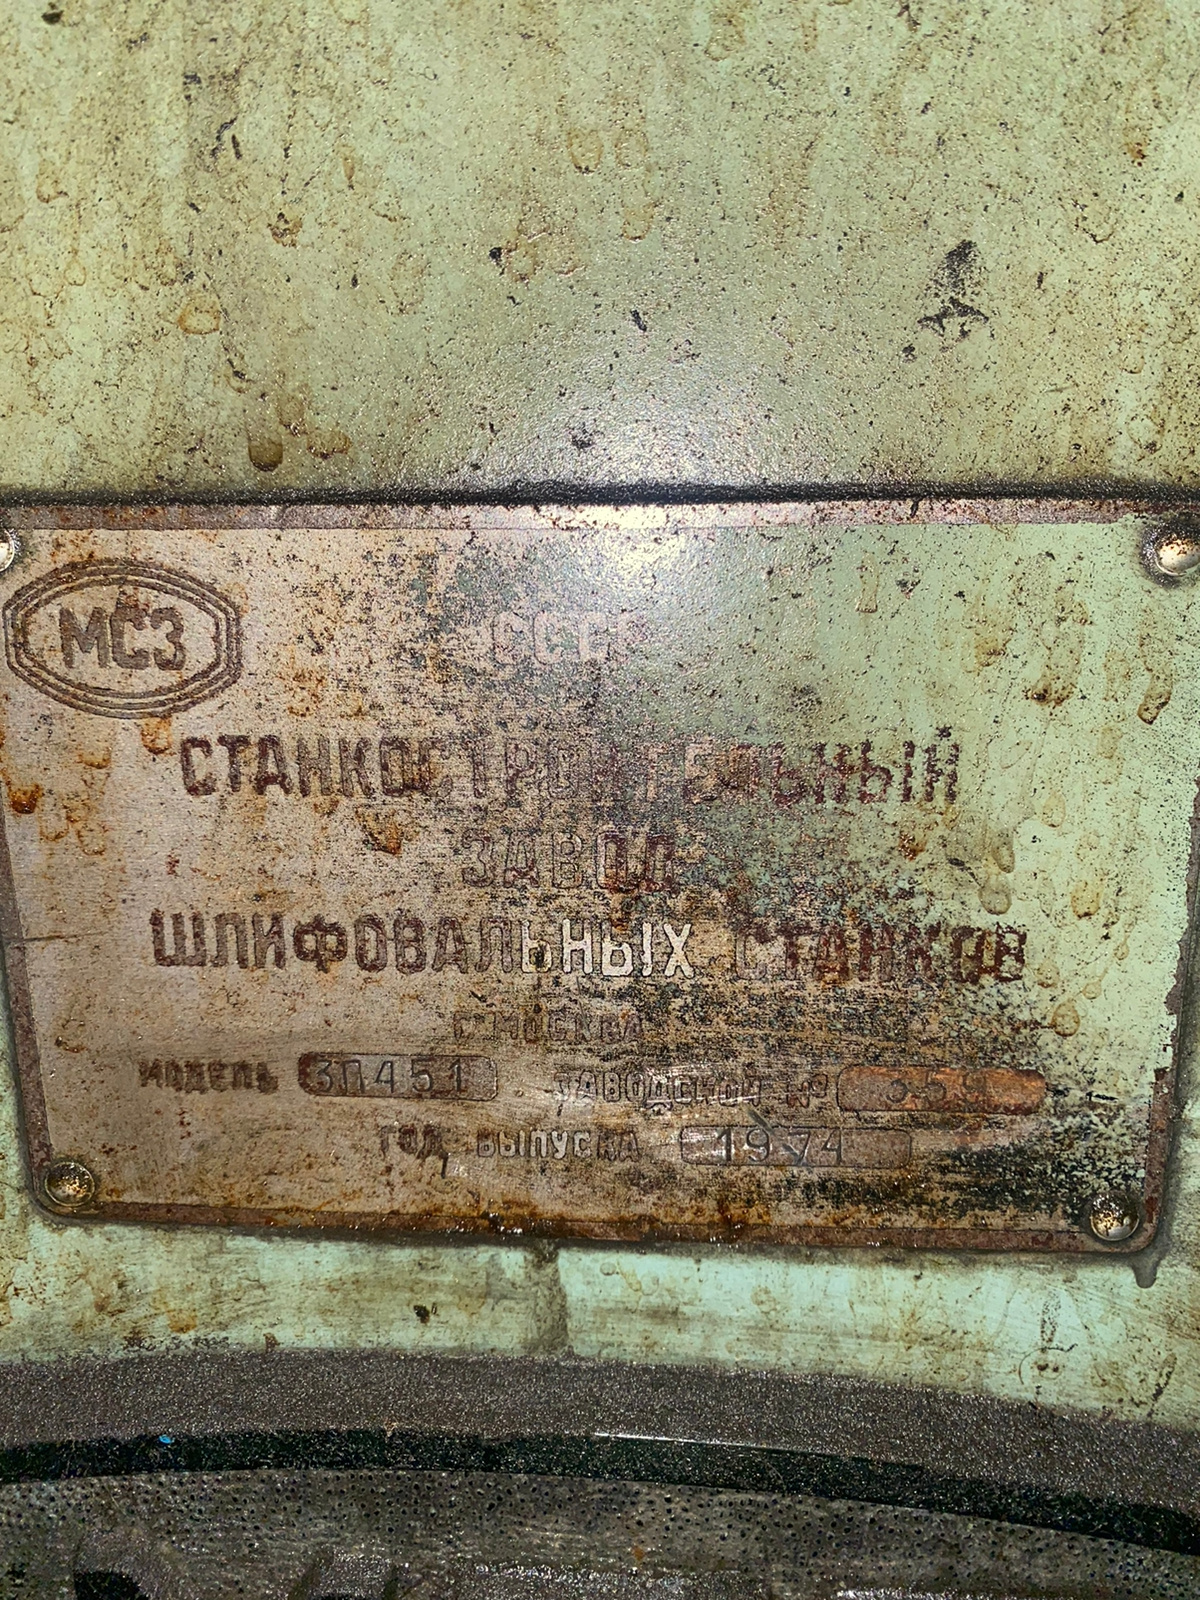 МСЗ
СССР
СТАНКОСТРОИТЕЛЬНЫЙ
ЗАВОД
ШЛИФОВАЛЬНЫХ СТАНКОВ
г. МОСКВА
МОДЕЛЬ 3П451 ЗАВОДСКОЙ №
ГОД ВЫПУСКА 1974